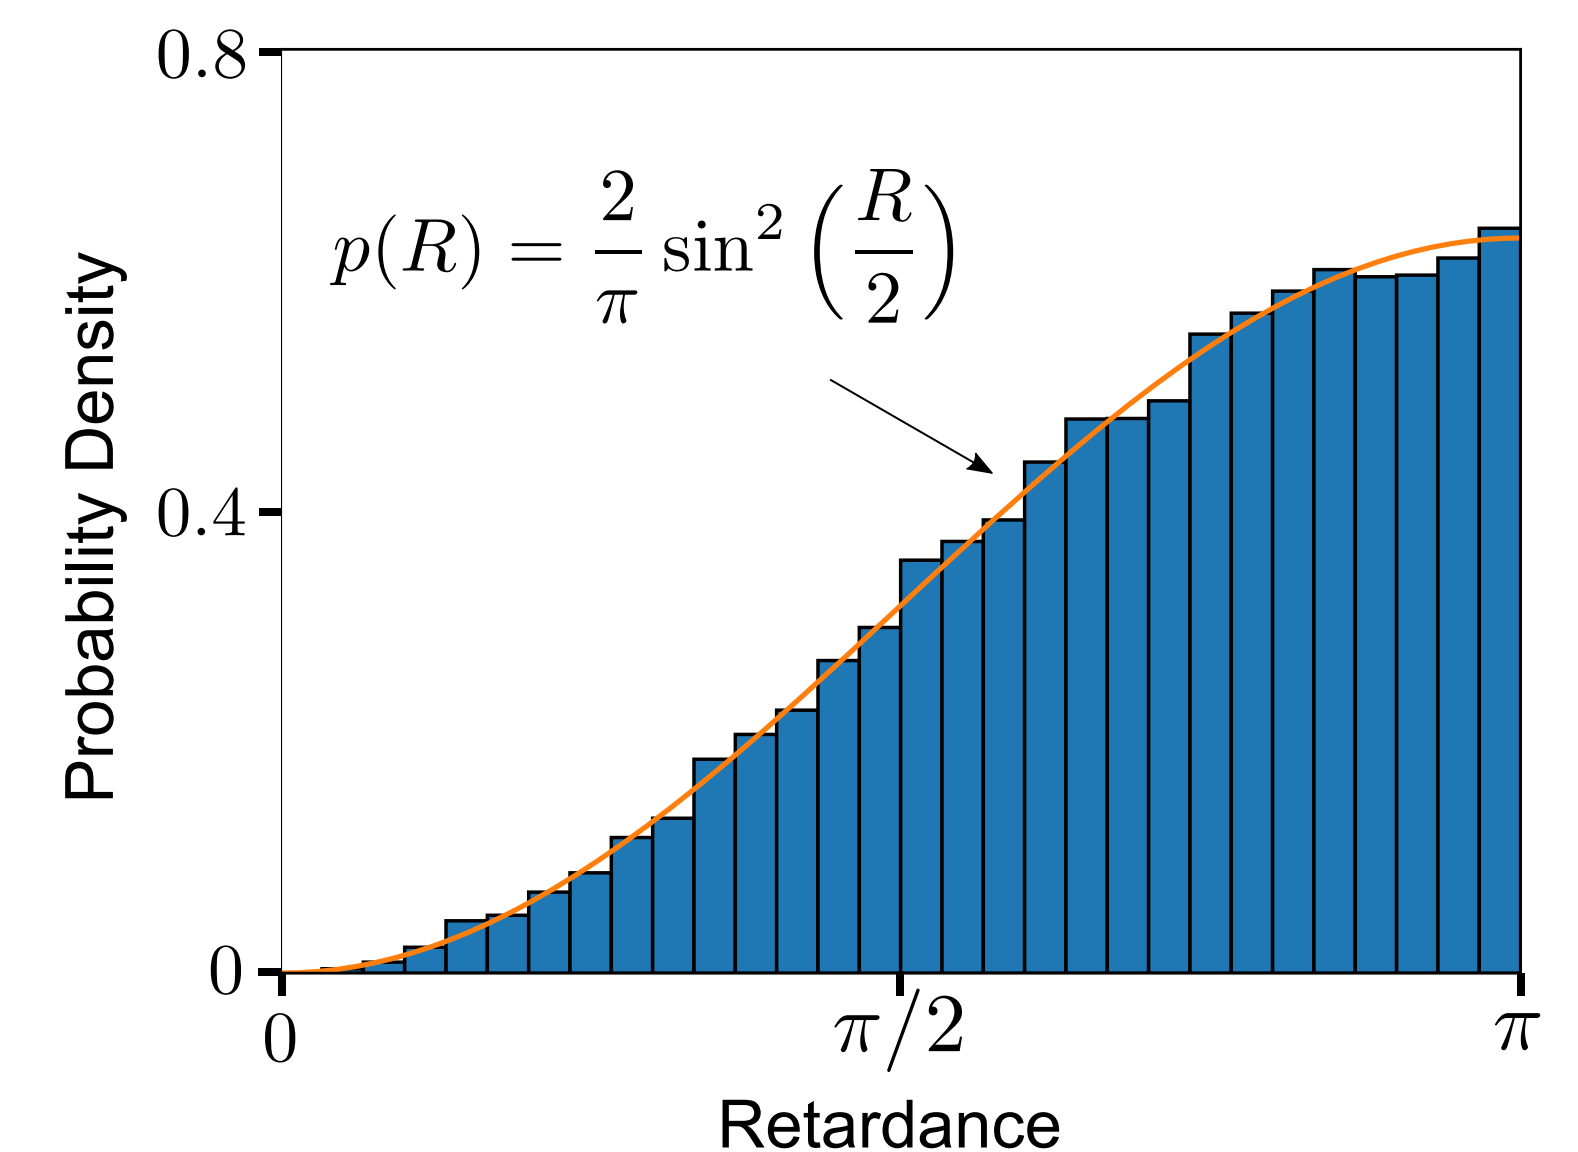 0.8
p(R) = 2/π sin² (R/2)
Probability Density
0.4
0
0
π/2
π
Retardance